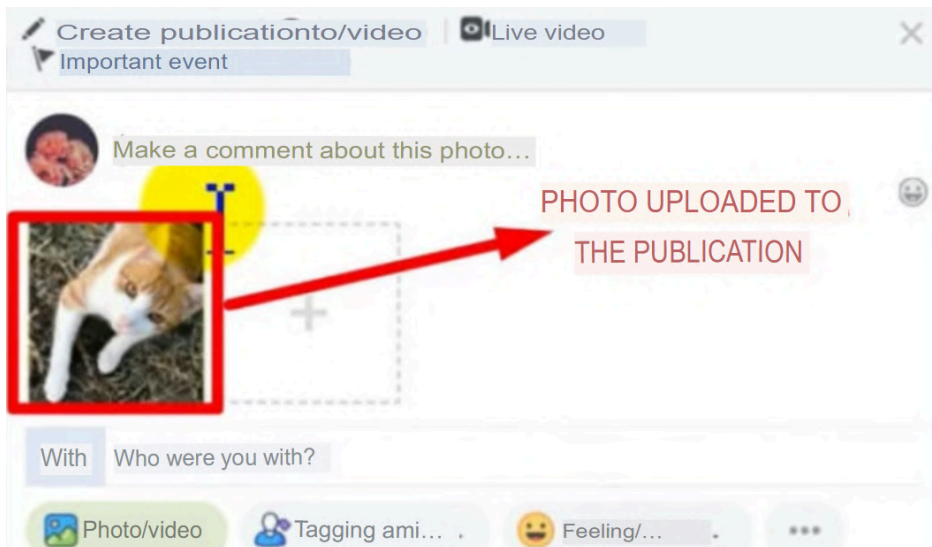 Create publicationto/video Live video
Important event
Make a comment about this photo...
PHOTO UPLOADED TO
THE PUBLICATION
With Who were you with?
Photo/video Tagging ami... . Feeling/... .